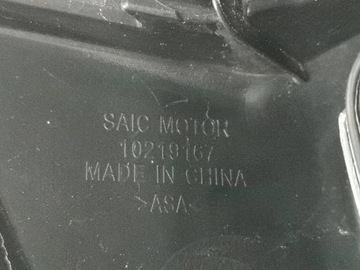 SAIC MOTOR
10219167
MADE IN CHINA
>ASA<